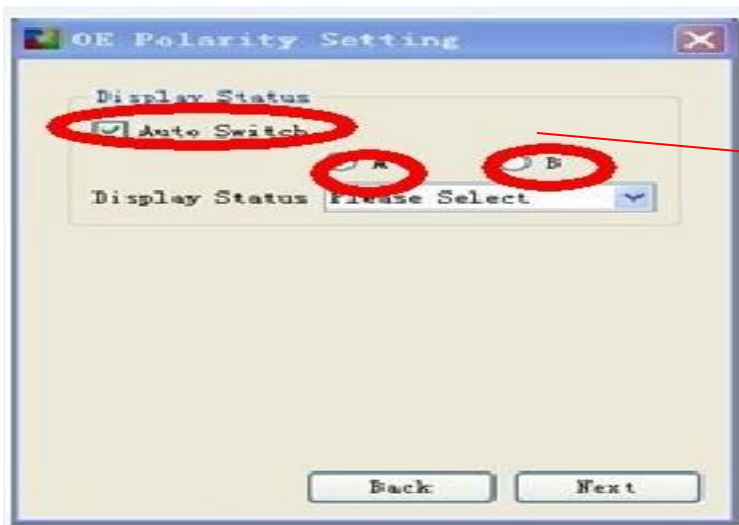 OE Polarity Setting
Display Status
Auto Switch
A B
Display Status Please Select
Back Next